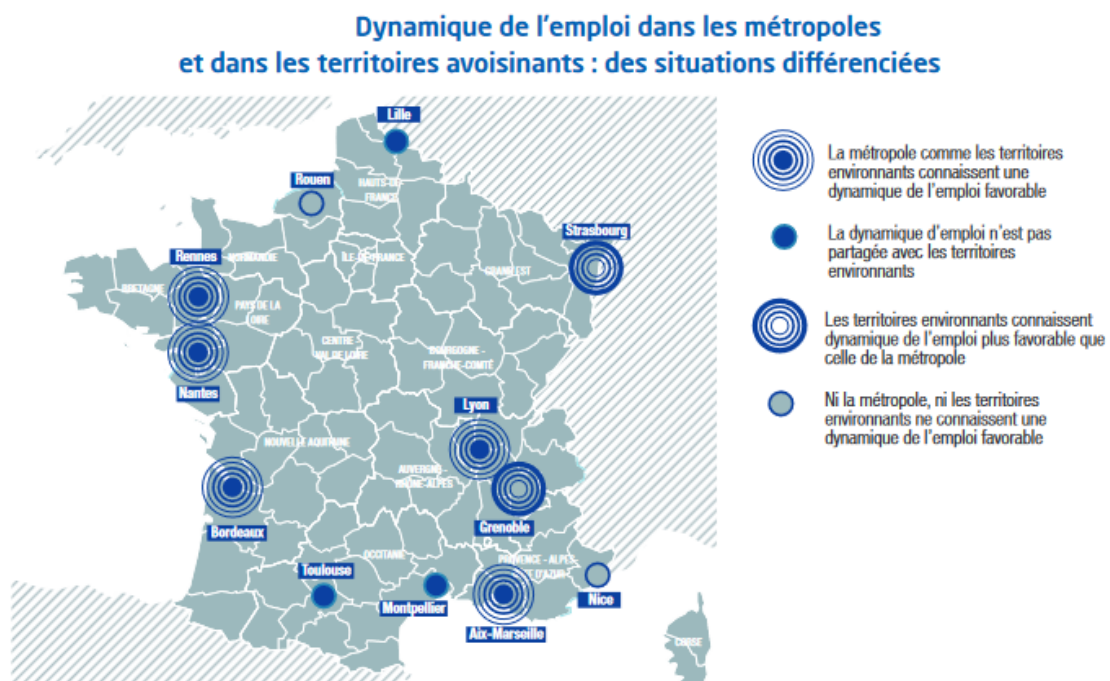 Dynamique de l'emploi dans les métropoles
et dans les territoires avoisinants : des situations différenciées
Lille
Rouen
HAUTS-DE-
FRANCE
Strasbourg
Rennes
NORMANDIE
ÎLE-DE-FRANCE
GRAND EST
BRETAGNE
PAYS DE LA
LOIRE
CENTRE -
VAL DE LOIRE
BOURGOGNE -
FRANCHE-COMTÉ
Nantes
Lyon
NOUVELLE AQUITAINE
AUVERGNE -
RHÔNE-ALPES
Bordeaux
Grenoble
OCCITANIE
PROVENCE - ALPES-
D'AZUR
Toulouse
Montpellier
Nice
Aix-Marseille
CORSE
La métropole comme les territoires
environnants connaissent une
dynamique de l'emploi favorable
La dynamique d'emploi n'est pas
partagée avec les territoires
environnants
Les territoires environnants connaissent
dynamique de l'emploi plus favorable que
celle de la métropole
Ni la métropole, ni les territoires
environnants ne connaissent une
dynamique de l'emploi favorable